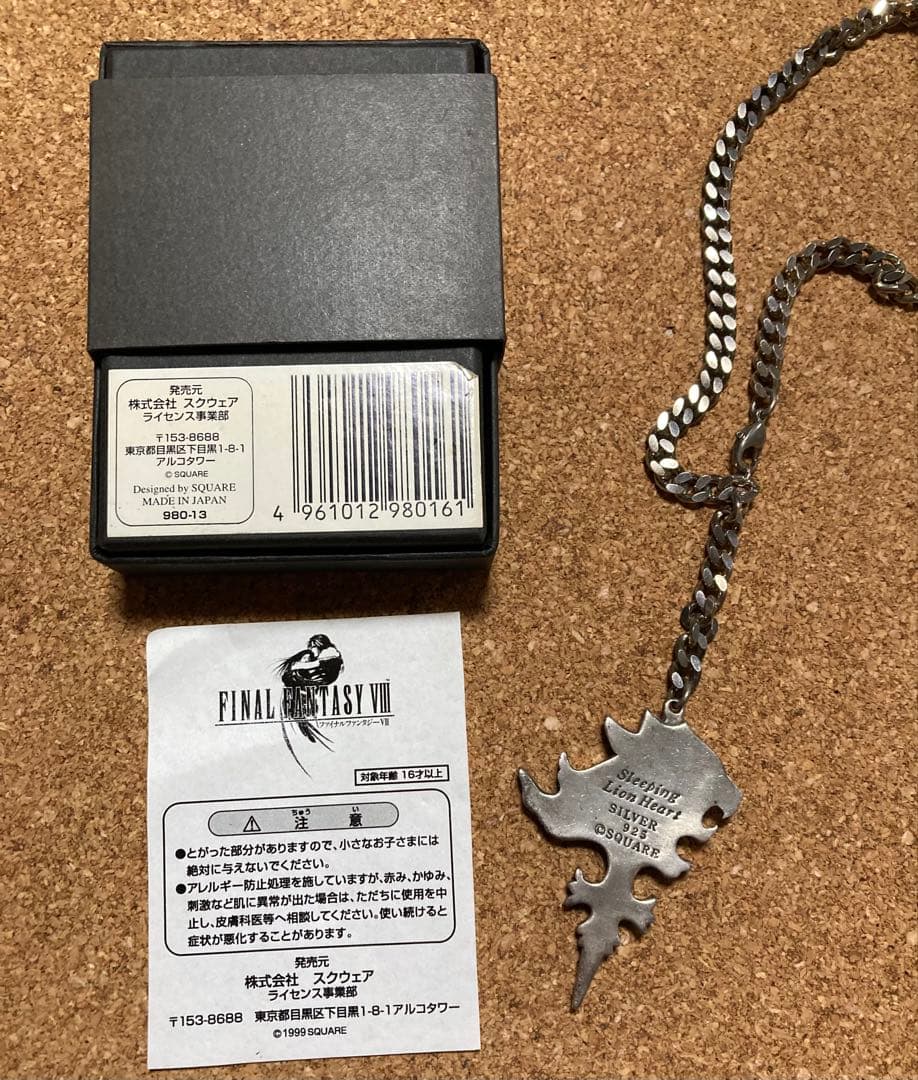 発売元
株式会社 スクウェア
ライセンス事業部
〒153-8688
東京都目黒区下目黒1-8-1
アルコタワー
© SQUARE
Designed by SQUARE
MADE IN JAPAN
980-13
4 961012 980161
FINAL FANTASY VIII
ファイナルファンタジーVIII
対象年齢 16才以上
ちゅう い
⚠ 注 意
●とがった部分がありますので、小さなお子さまには
絶対に与えないでください。
●アレルギー防止処理を施していますが、赤み、かゆみ、
刺激など肌に異常が出た場合は、ただちに使用を中
止し、皮膚科医等へ相談してください。使い続けると
症状が悪化することがあります。
発売元
株式会社 スクウェア
ライセンス事業部
〒153-8688 東京都目黒区下目黒1-8-1アルコタワー
©1999 SQUARE
Sleeping
Lion Heart
SILVER
925
©SQUARE